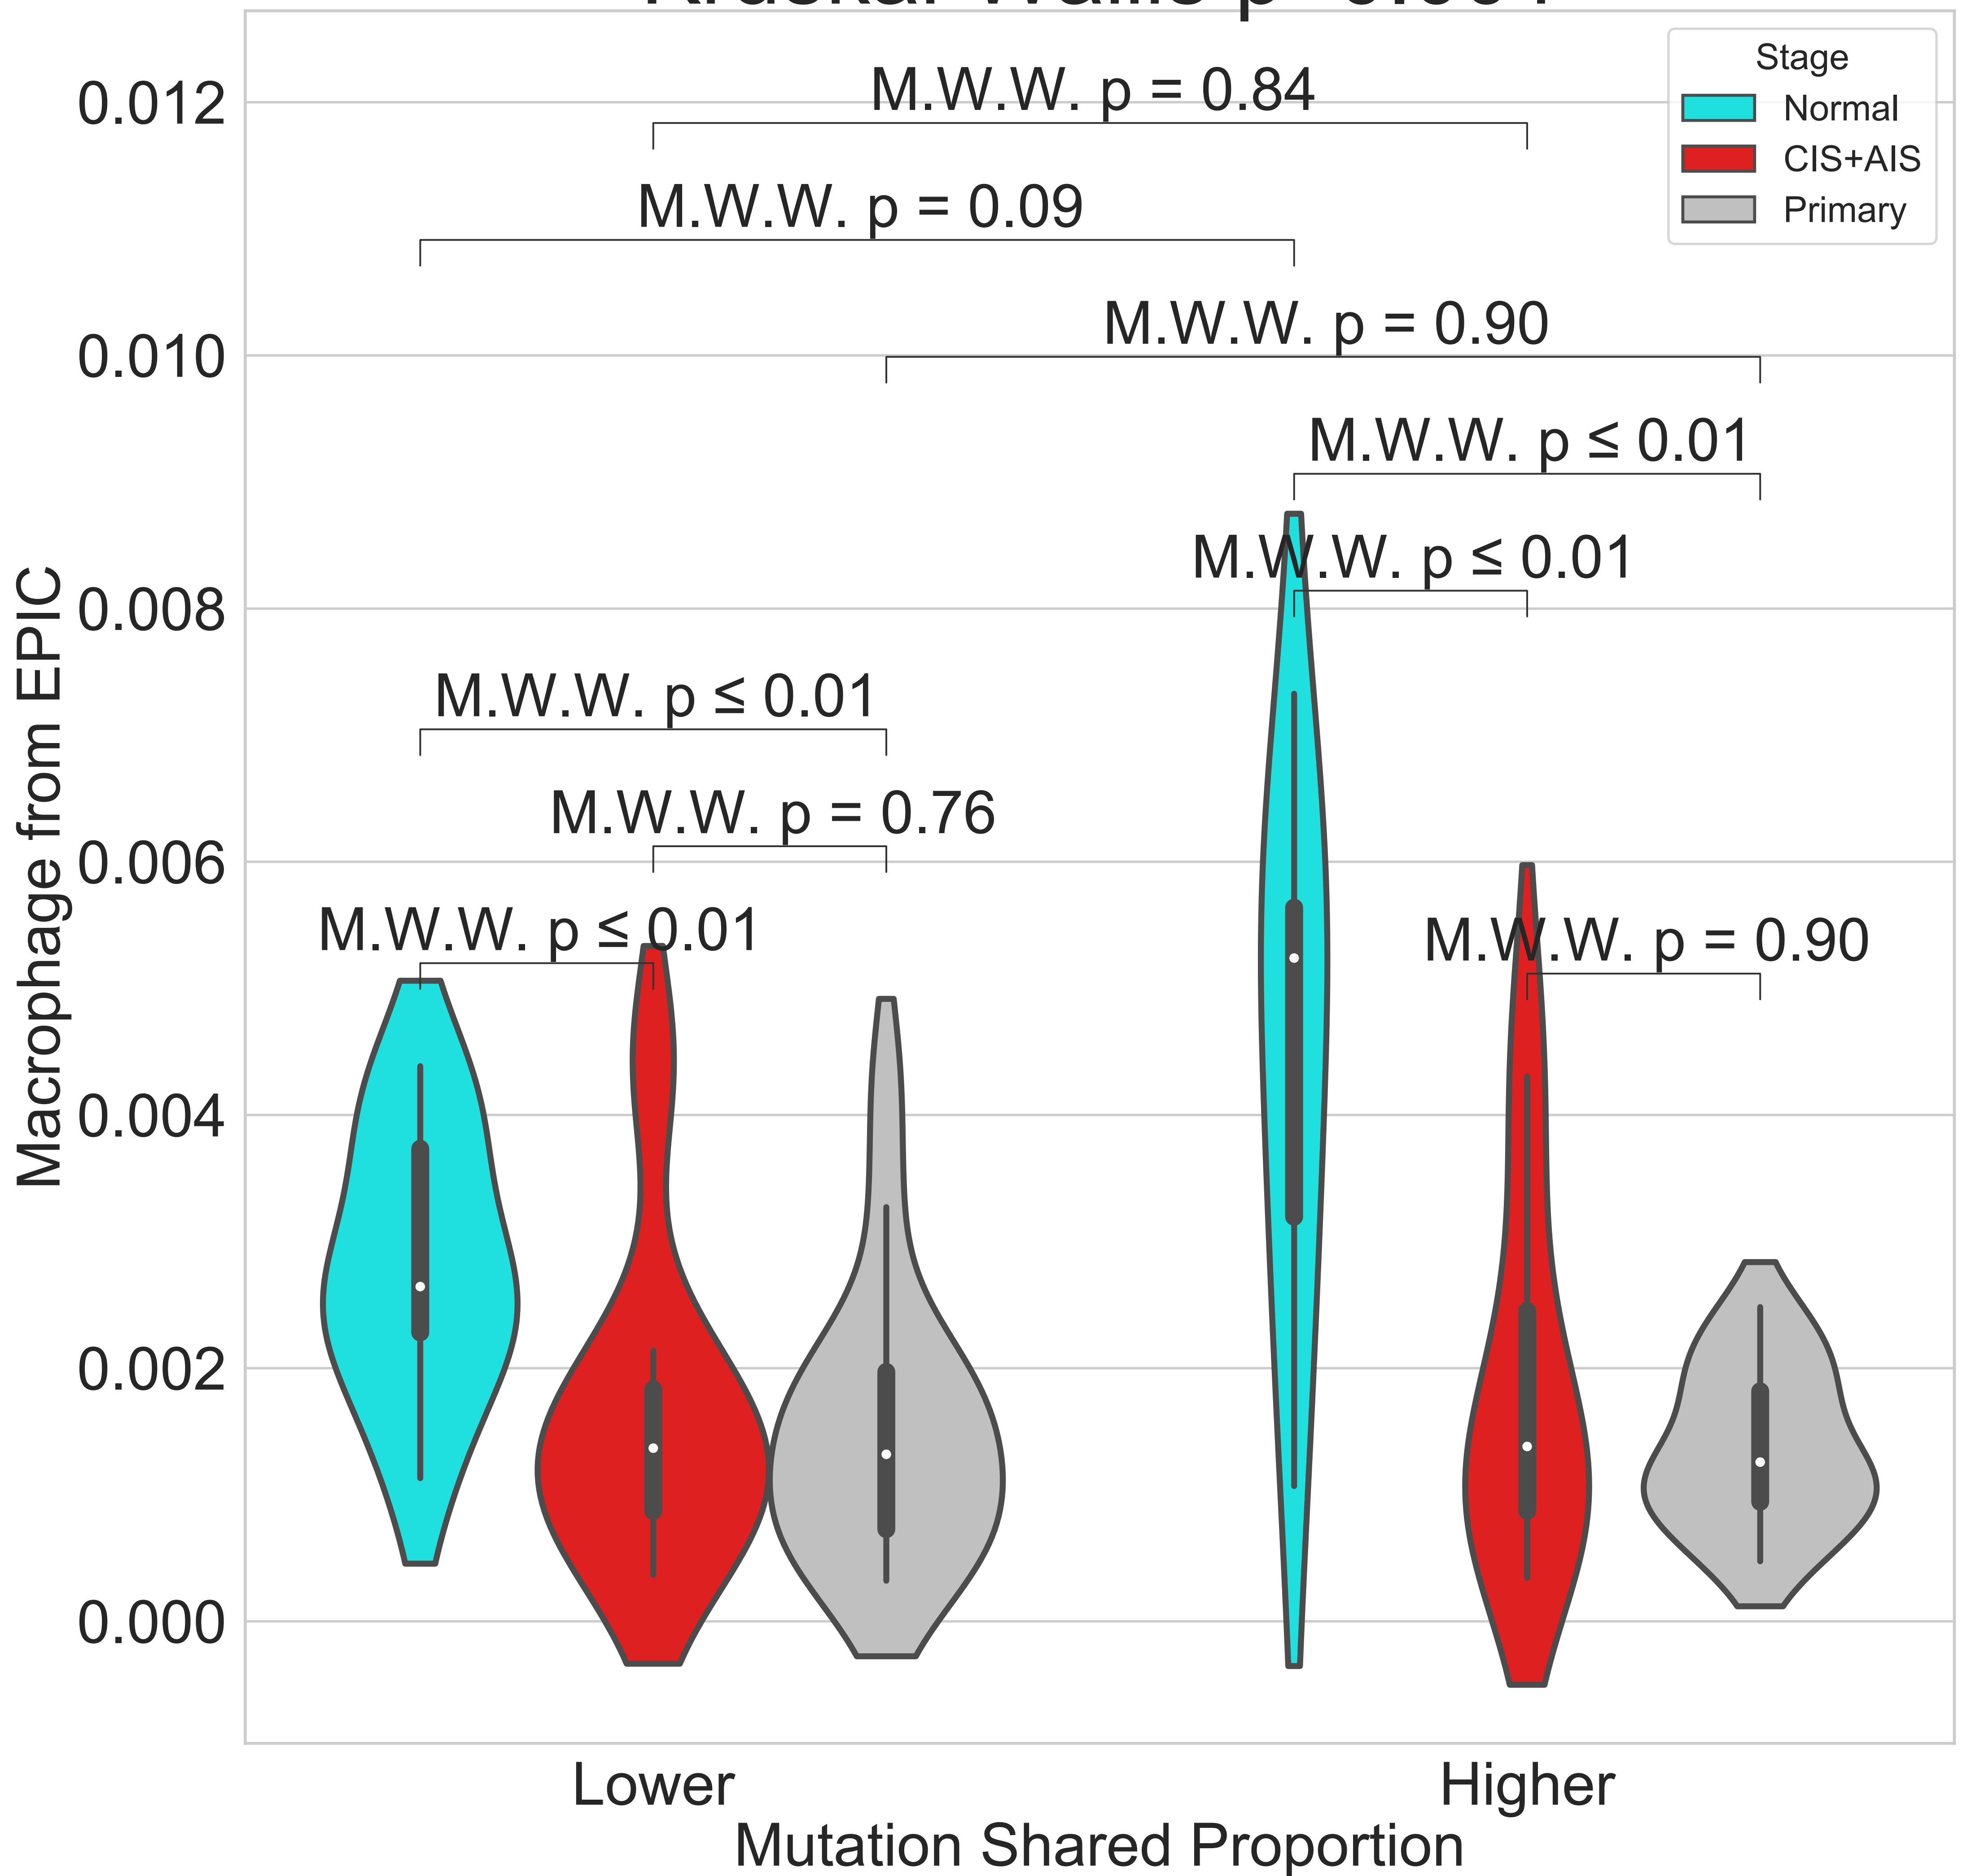 M.W.W. p = 0.84
M.W.W. p = 0.09
M.W.W. p = 0.90
M.W.W. p ≤ 0.01
M.W.W. p ≤ 0.01
M.W.W. p ≤ 0.01
M.W.W. p = 0.76
M.W.W. p ≤ 0.01
M.W.W. p = 0.90
Stage
Normal
CIS+AIS
Primary
0.012
0.010
0.008
0.006
0.004
0.002
0.000
Macrophage from EPIC
Lower
Higher
Mutation Shared Proportion